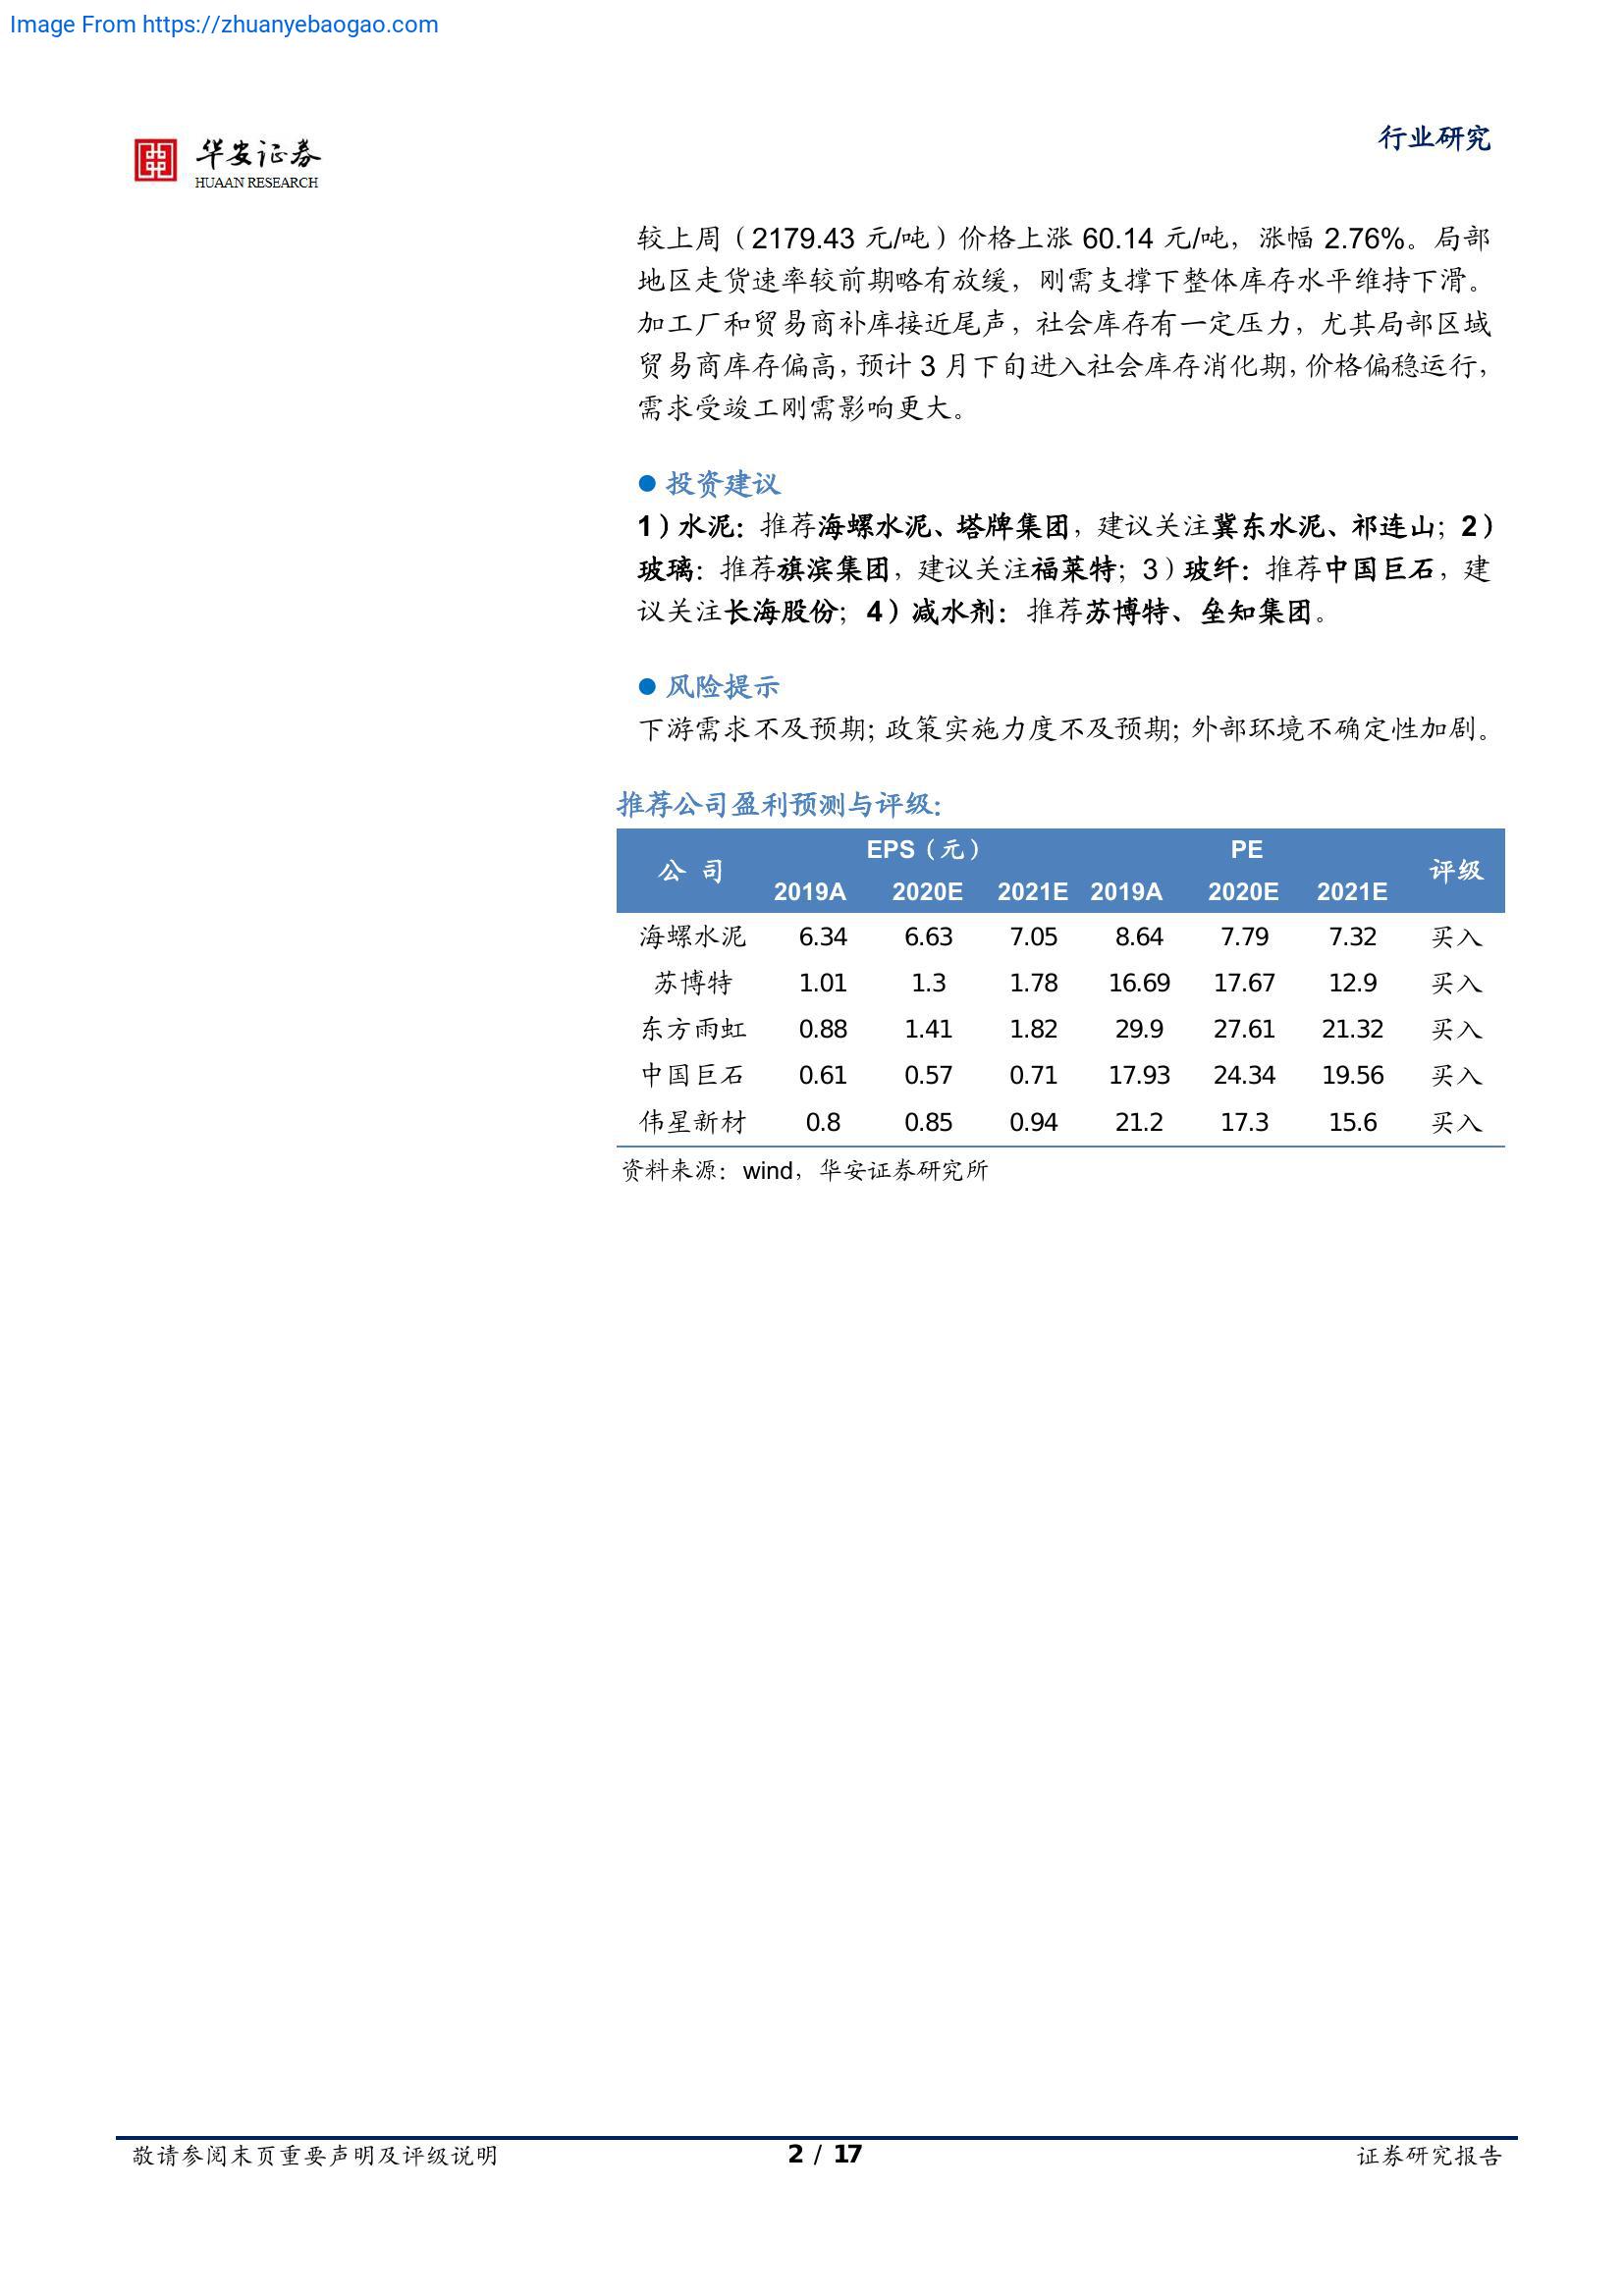 Image From https://zhuanyebaogao.com
华安证券
HUAAN RESEARCH
行业研究
较上周（2179.43 元/吨）价格上涨 60.14 元/吨，涨幅 2.76%。局部
地区走货速率较前期略有放缓，刚需支撑下整体库存水平维持下滑。
加工厂和贸易商补库接近尾声，社会库存有一定压力，尤其局部区域
贸易商库存偏高，预计 3 月下旬进入社会库存消化期，价格偏稳运行，
需求受竣工刚需影响更大。
● 投资建议
1）水泥：推荐海螺水泥、塔牌集团，建议关注冀东水泥、祁连山；2）
玻璃：推荐旗滨集团，建议关注福莱特；3）玻纤：推荐中国巨石，建
议关注长海股份；4）减水剂：推荐苏博特、垒知集团。
● 风险提示
下游需求不及预期；政策实施力度不及预期；外部环境不确定性加剧。
推荐公司盈利预测与评级：
公 司 EPS（元） PE 评级
2019A 2020E 2021E 2019A 2020E 2021E
海螺水泥 6.34 6.63 7.05 8.64 7.79 7.32 买入
苏博特 1.01 1.3 1.78 16.69 17.67 12.9 买入
东方雨虹 0.88 1.41 1.82 29.9 27.61 21.32 买入
中国巨石 0.61 0.57 0.71 17.93 24.34 19.56 买入
伟星新材 0.8 0.85 0.94 21.2 17.3 15.6 买入
资料来源：wind，华安证券研究所
敬请参阅末页重要声明及评级说明 2 / 17 证券研究报告